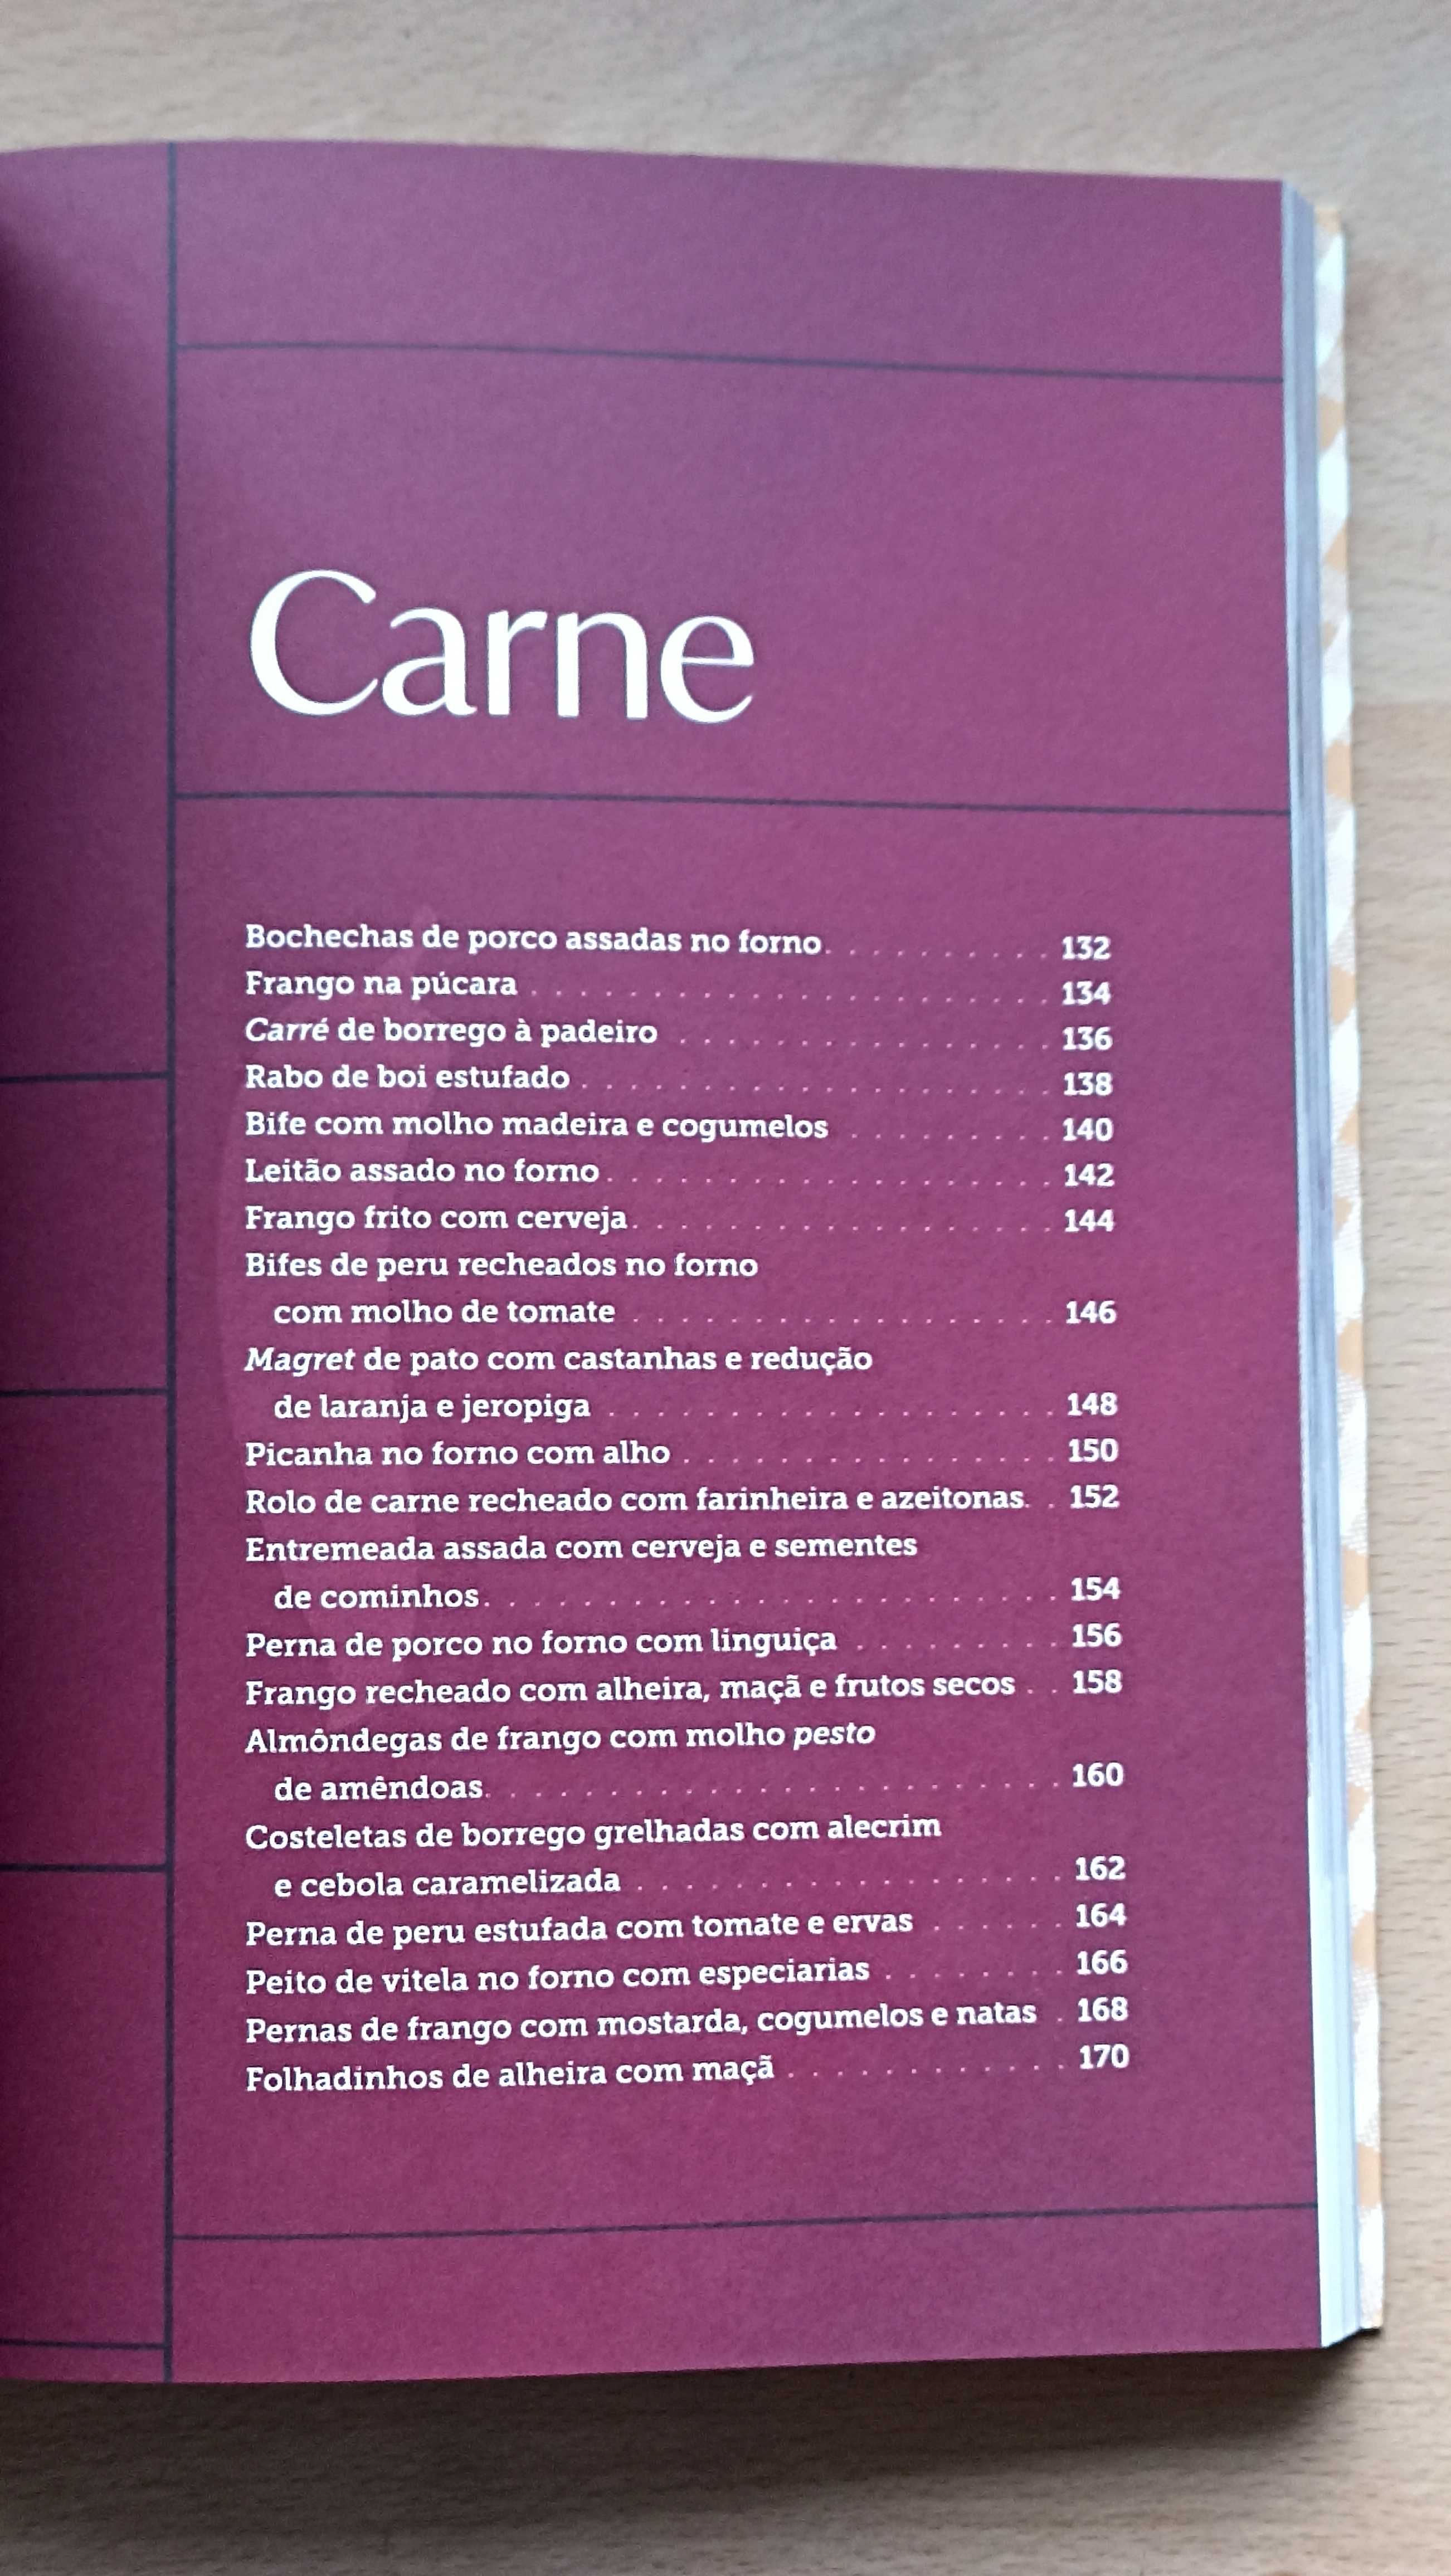 Carne
Bochechas de porco assadas no forno. . . . . . . . . . 132
Frango na púcara . . . . . . . . . . . . . . . . . . . . . . 134
Carré de borrego à padeiro . . . . . . . . . . . . . . . . 136
Rabo de boi estufado . . . . . . . . . . . . . . . . . . . . 138
Bife com molho madeira e cogumelos . . . . . . . . . 140
Leitão assado no forno. . . . . . . . . . . . . . . . . . . 142
Frango frito com cerveja. . . . . . . . . . . . . . . . . . 144
Bifes de peru recheados no forno
com molho de tomate . . . . . . . . . . . . . . . . . . 146
Magret de pato com castanhas e redução
de laranja e jeropiga . . . . . . . . . . . . . . . . . . . 148
Picanha no forno com alho . . . . . . . . . . . . . . . . 150
Rolo de carne recheado com farinheira e azeitonas. . 152
Entremeada assada com cerveja e sementes
de cominhos. . . . . . . . . . . . . . . . . . . . . . . . 154
Perna de porco no forno com linguiça . . . . . . . . . 156
Frango recheado com alheira, maçã e frutos secos . . 158
Almôndegas de frango com molho pesto
de amêndoas. . . . . . . . . . . . . . . . . . . . . . . . 160
Costeletas de borrego grelhadas com alecrim
e cebola caramelizada . . . . . . . . . . . . . . . . . . 162
Perna de peru estufada com tomate e ervas . . . . . . 164
Peito de vitela no forno com especiarias . . . . . . . . 166
Pernas de frango com mostarda, cogumelos e natas . 168
Folhadinhos de alheira com maçã . . . . . . . . . . . . 170